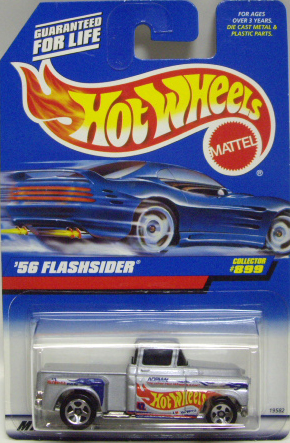 GUARANTEED
FOR LIFE
FOR AGES
OVER 3 YEARS.
DIE CAST METAL &
PLASTIC PARTS.
HOT WHEELS
MATTEL
®
'56 FLASHSIDER®
COLLECTOR
#899
HOT WHEELS